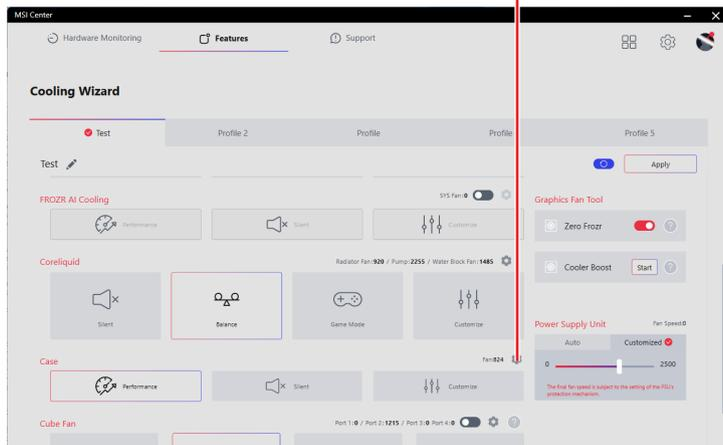 MSI Center
Hardware Monitoring
Features
Support
Cooling Wizard
Test
Profile 2
Profile
Profile
Profile 5
Test
Apply
FROZR AI Cooling
SYS Fan:0
Performance
Silent
Customize
Graphics Fan Tool
Zero Frozr
Cooler Boost
Start
Coreliquid
Radiator Fan:920 / Pump:2255 / Water Block Fan:1485
Silent
Balance
Game Mode
Customize
Power Supply Unit
Fan Speed:0
Auto
Customized
0
2500
The final fan speed is subject to the setting of the PSU's
protection mechanism.
Case
Fan:824
Performance
Silent
Customize
Cube Fan
Port 1:0 / Port 2:1215 / Port 3:0 Port 4:0